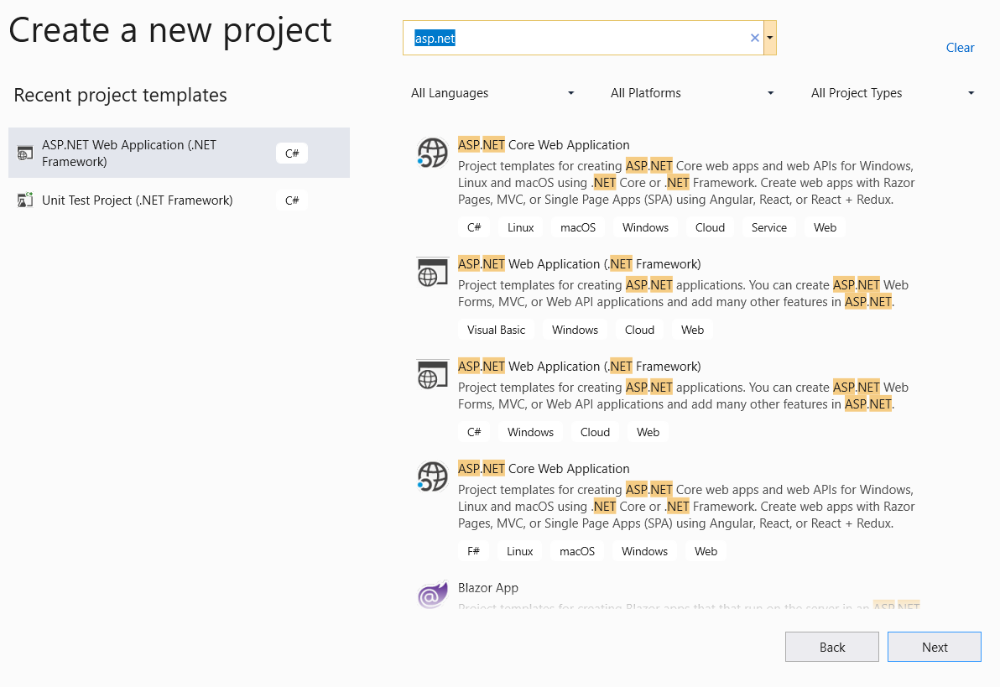 Create a new project
asp.net
Clear
Recent project templates
All Languages
All Platforms
All Project Types
ASP.NET Web Application (.NET
Framework)
C#
Unit Test Project (.NET Framework)
C#
ASP.NET Core Web Application
Project templates for creating ASP.NET Core web apps and web APIs for Windows,
Linux and macOS using .NET Core or .NET Framework. Create web apps with Razor
Pages, MVC, or Single Page Apps (SPA) using Angular, React, or React + Redux.
C# Linux macOS Windows Cloud Service Web
ASP.NET Web Application (.NET Framework)
Project templates for creating ASP.NET applications. You can create ASP.NET Web
Forms, MVC, or Web API applications and add many other features in ASP.NET.
Visual Basic Windows Cloud Web
ASP.NET Web Application (.NET Framework)
Project templates for creating ASP.NET applications. You can create ASP.NET Web
Forms, MVC, or Web API applications and add many other features in ASP.NET.
C# Windows Cloud Web
ASP.NET Core Web Application
Project templates for creating ASP.NET Core web apps and web APIs for Windows,
Linux and macOS using .NET Core or .NET Framework. Create web apps with Razor
Pages, MVC, or Single Page Apps (SPA) using Angular, React, or React + Redux.
F# Linux macOS Windows Web
Blazor App
Project templates for creating Blazor apps that that run on the server in an ASP.NET
Back
Next